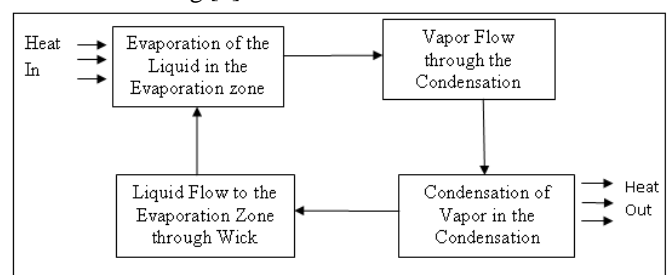 Heat
In
Evaporation of the
Liquid in the
Evaporation zone
Vapor Flow
through the
Condensation
Liquid Flow to the
Evaporation Zone
through Wick
Condensation of
Vapor in the
Condensation
Heat
Out